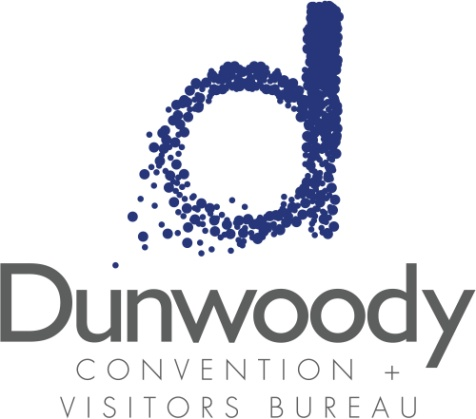 d
Dunwoody
CONVENTION +
VISITORS BUREAU